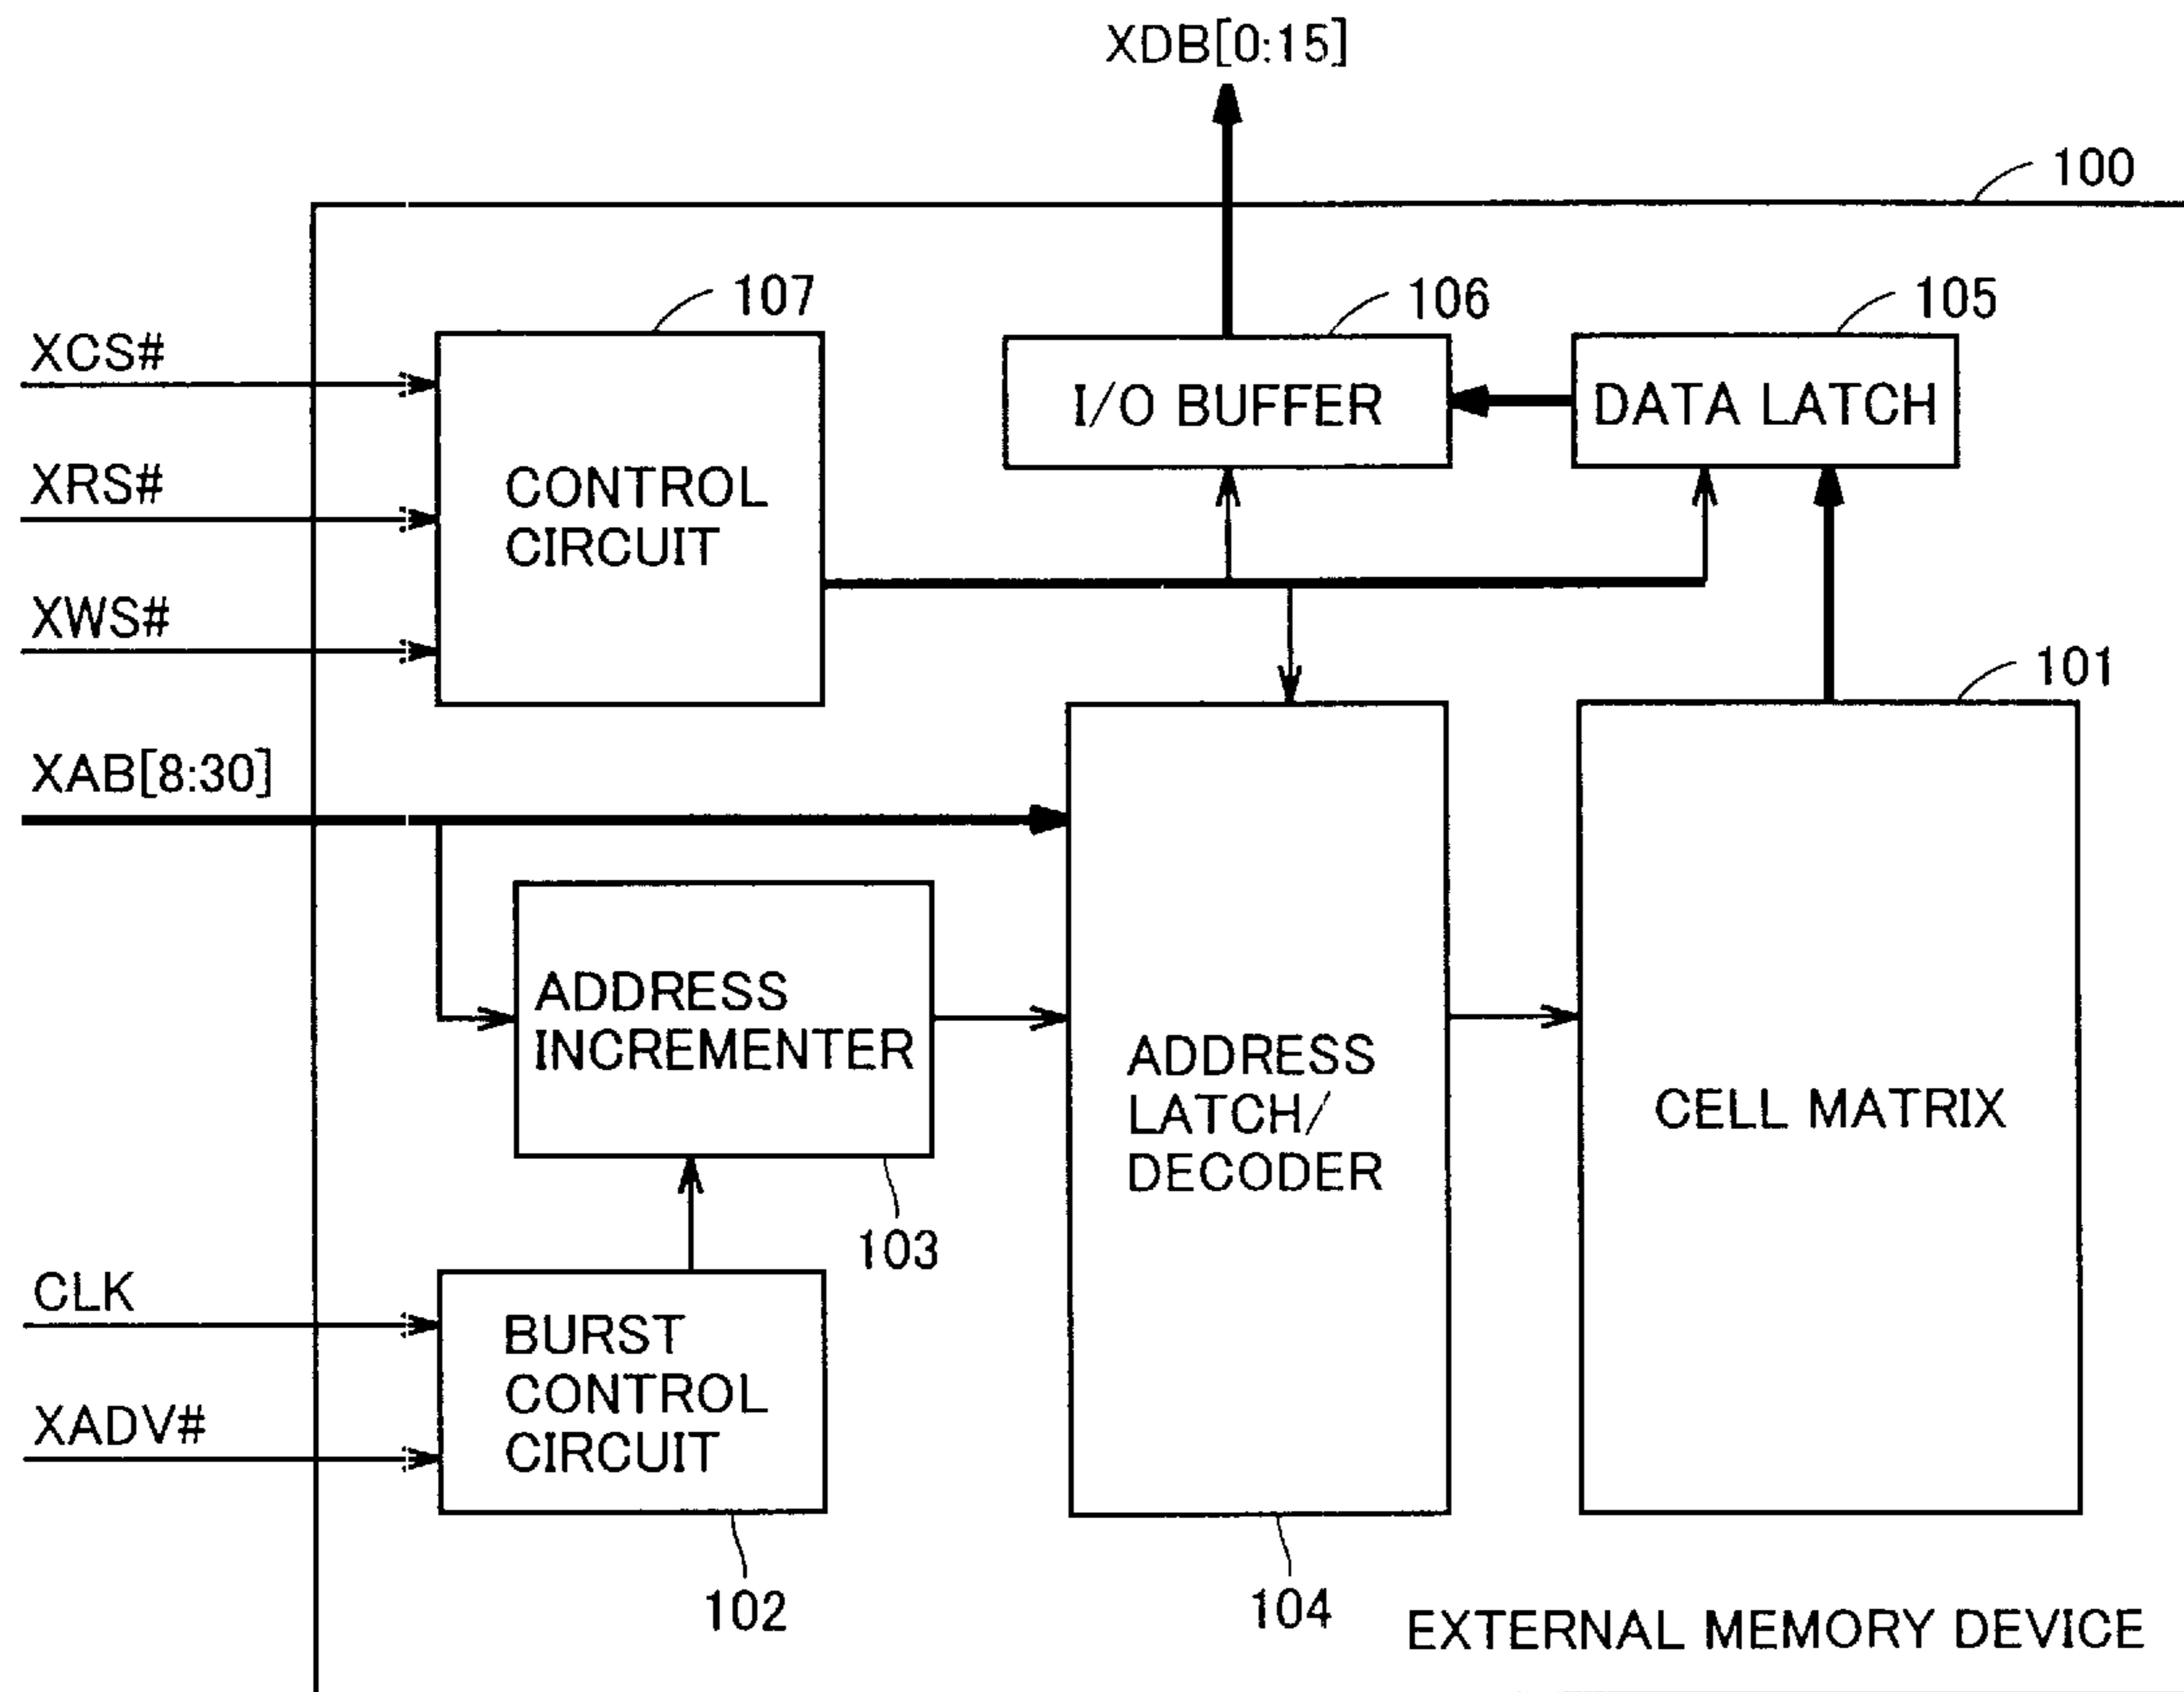 XDB[0:15]
100
107
106
105
XCS#
XRS#
XWS#
CONTROL
CIRCUIT
I/O BUFFER
DATA LATCH
101
XAB[8:30]
ADDRESS
INCREMENTER
ADDRESS
LATCH/
DECODER
CELL MATRIX
103
CLK
XADV#
BURST
CONTROL
CIRCUIT
102
104
EXTERNAL MEMORY DEVICE